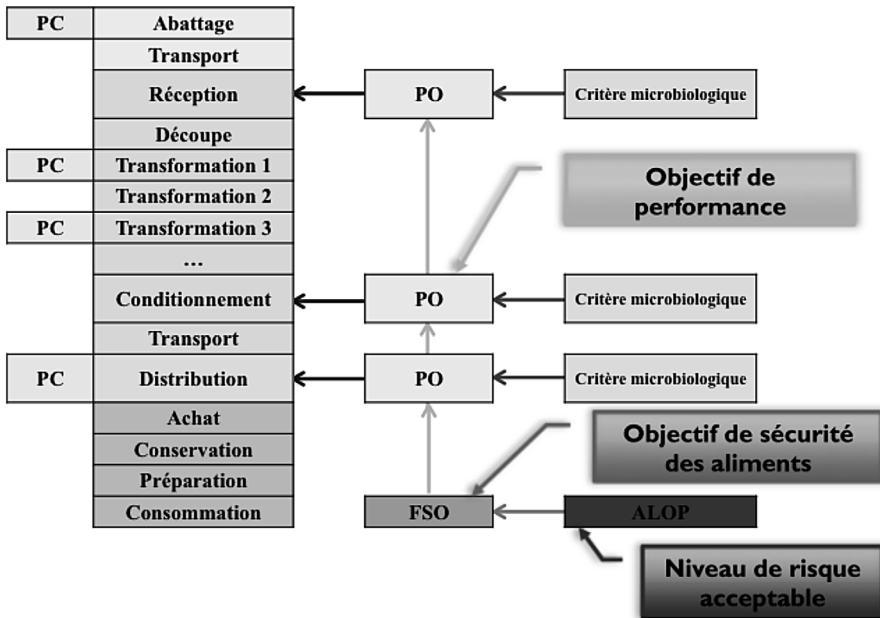 PC Abattage
Transport
Réception PO Critère microbiologique
Découpe
PC Transformation 1
Objectif de
performance
Transformation 2
PC Transformation 3
...
Conditionnement PO Critère microbiologique
Transport
PC Distribution PO Critère microbiologique
Achat
Objectif de sécurité
des aliments
Conservation
Préparation
Consommation FSO ALOP
Niveau de risque
acceptable